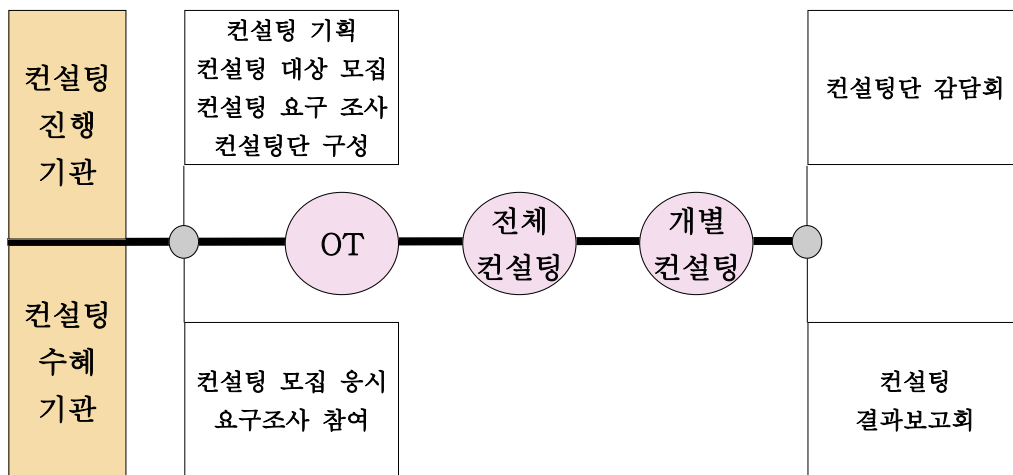 컨설팅
진행
기관
컨설팅 기획
컨설팅 대상 모집
컨설팅 요구 조사
컨설팅단 구성
컨설팅단 감담회
OT
전체
컨설팅
개별
컨설팅
컨설팅
수혜
기관
컨설팅 모집 응시
요구조사 참여
컨설팅
결과보고회